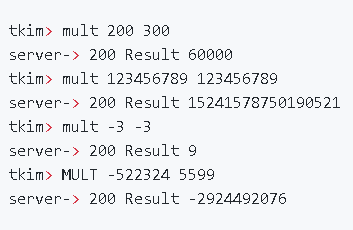 tkim> mult 200 300
server-> 200 Result 60000
tkim> mult 123456789 123456789
server-> 200 Result 15241578750190521
tkim> mult -3 -3
server-> 200 Result 9
tkim> MULT -522324 5599
server-> 200 Result -2924492076